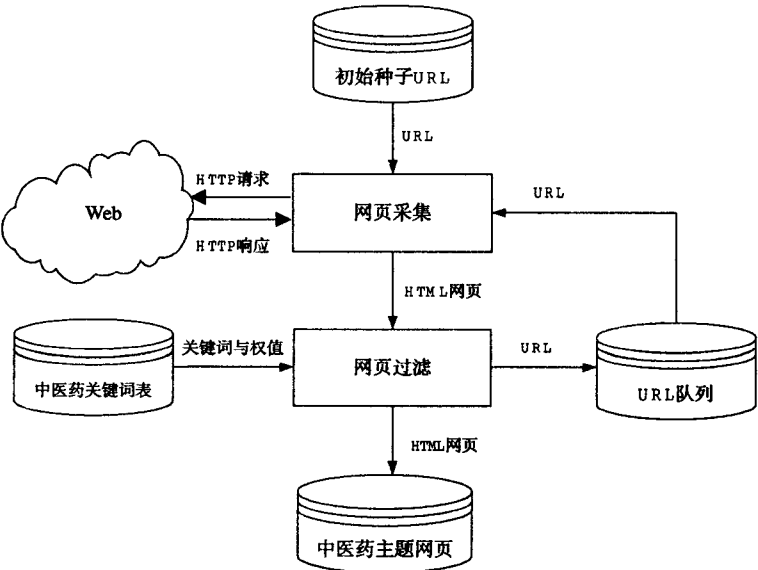 初始种子URL
URL
HTTP请求
Web
网页采集
URL
HTTP响应
HTML网页
关键词与权值
中医药关键词表
网页过滤
URL
URL队列
HTML网页
中医药主题网页